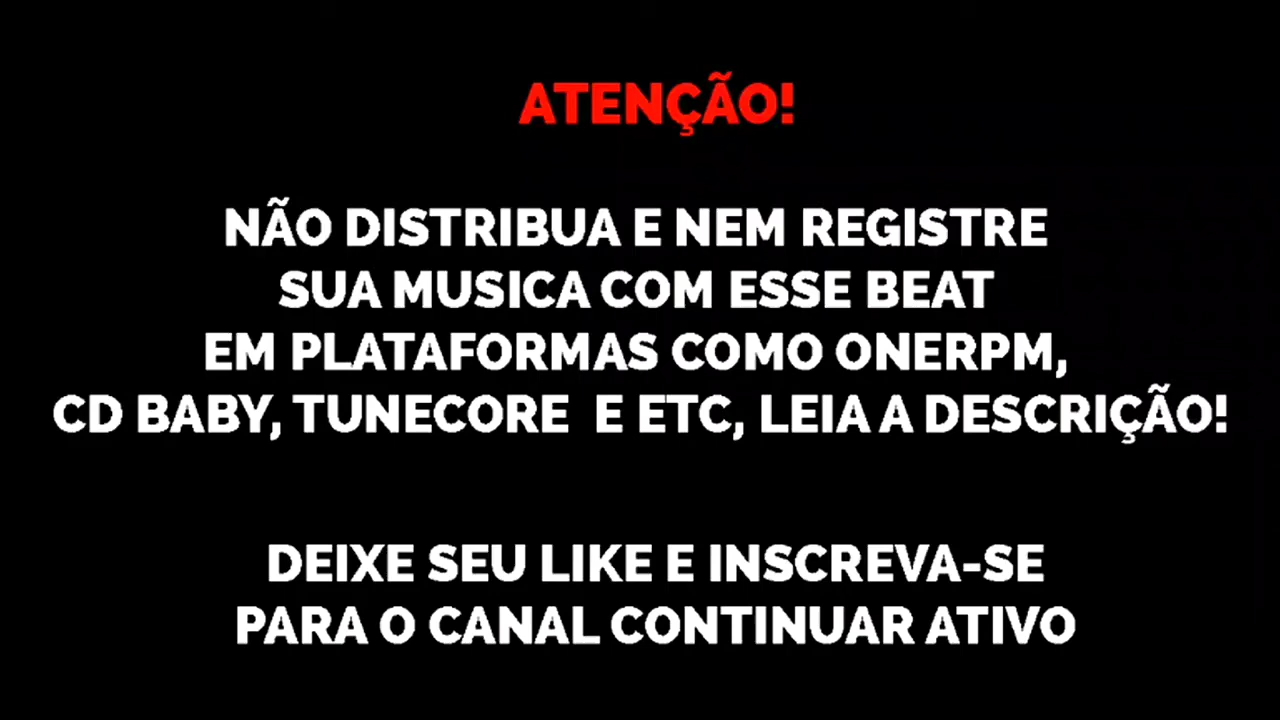 ATENÇÃO!
NÃO DISTRIBUA E NEM REGISTRE
SUA MUSICA COM ESSE BEAT
EM PLATAFORMAS COMO ONERPM,
CD BABY, TUNECORE E ETC, LEIA A DESCRIÇÃO!
DEIXE SEU LIKE E INSCREVA-SE
PARA O CANAL CONTINUAR ATIVO